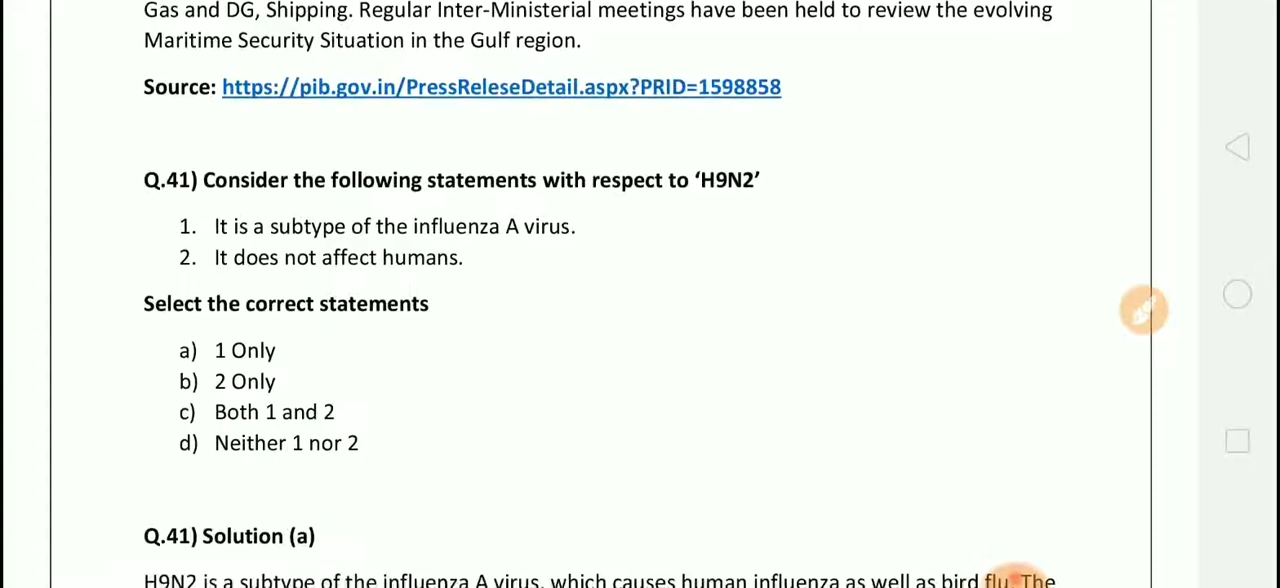 Gas and DG, Shipping. Regular Inter-Ministerial meetings have been held to review the evolving
Maritime Security Situation in the Gulf region.
Source: https://pib.gov.in/PressReleseDetail.aspx?PRID=1598858
Q.41) Consider the following statements with respect to ‘H9N2’
1. It is a subtype of the influenza A virus.
2. It does not affect humans.
Select the correct statements
a) 1 Only
b) 2 Only
c) Both 1 and 2
d) Neither 1 nor 2
Q.41) Solution (a)
H9N2 is a subtype of the influenza A virus, which causes human influenza as well as bird flu. The